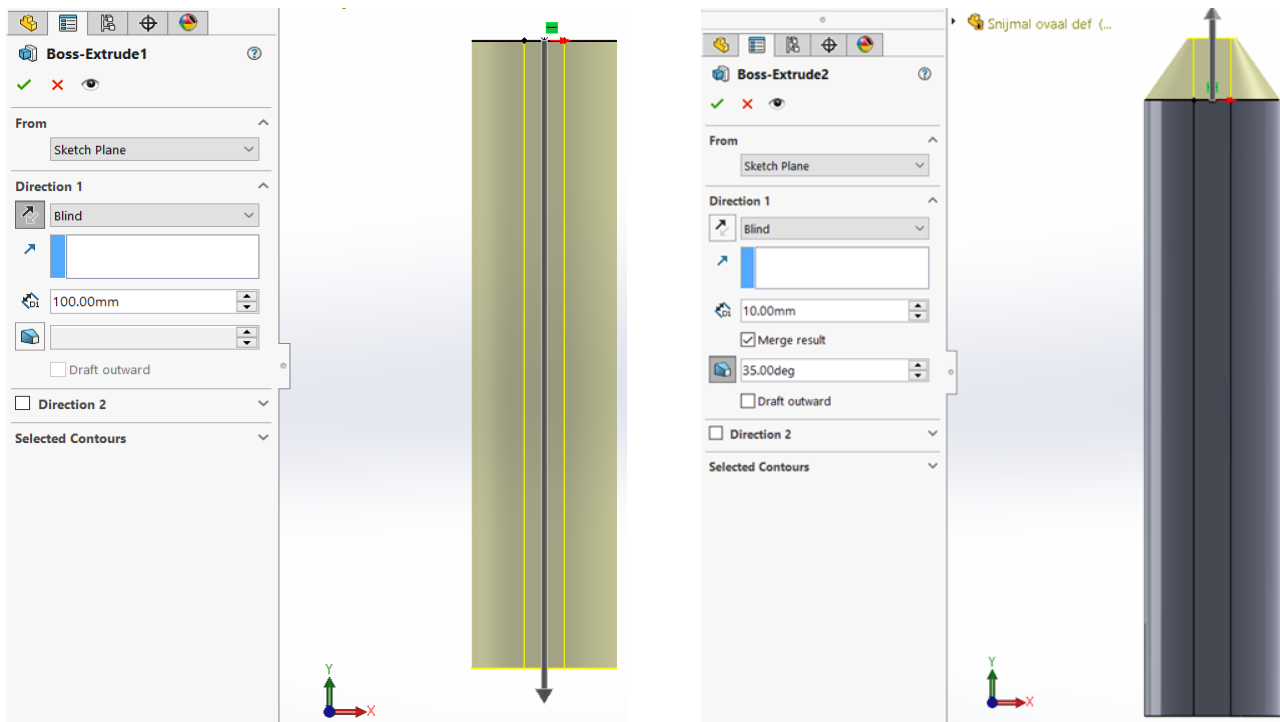 Boss-Extrude1
From
Sketch Plane
Direction 1
Blind
D1
100.00mm
Draft outward
Direction 2
Selected Contours
Y
X
Boss-Extrude2
From
Sketch Plane
Direction 1
Blind
D1
10.00mm
Merge result
35.00deg
Draft outward
Direction 2
Selected Contours
Snijmal ovaal def (...
Y
X